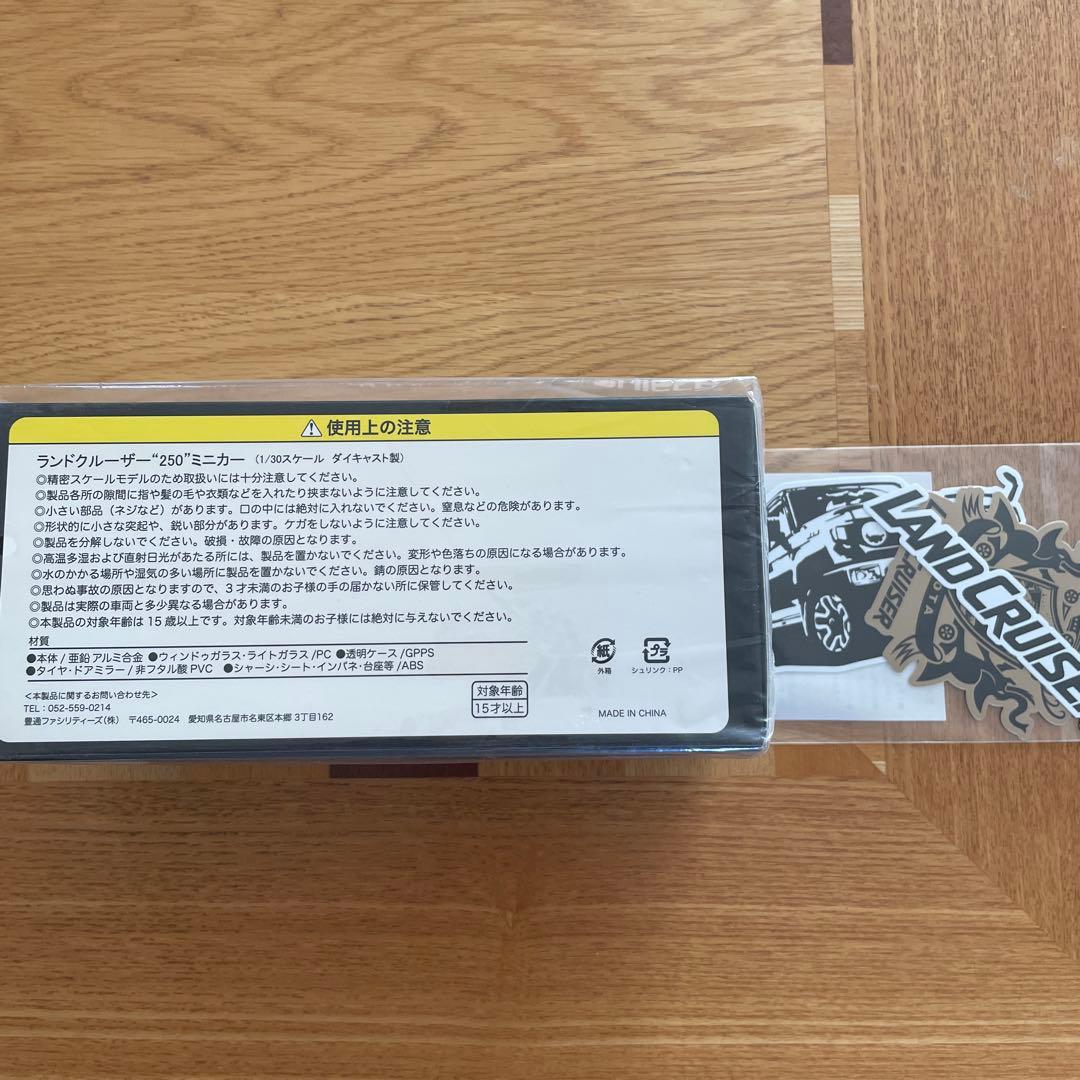 ⚠使用上の注意
ランドクルーザー“250”ミニカー (1/30スケール ダイキャスト製)
◎精密スケールモデルのため取扱いには十分注意してください。
◎製品各所の隙間に指や髪の毛や衣類などを入れたり挟まないように注意してください。
◎小さい部品（ネジなど）があります。口の中には絶対に入れないでください。窒息などの危険があります。
◎形状的に小さな突起や、鋭い部分があります。ケガをしないように注意してください。
◎製品を分解しないでください。破損・故障の原因となります。
◎高温多湿および直射日光があたる所には、製品を置かないでください。変形や色落ちの原因になる場合があります。
◎水のかかる場所や湿気の多い場所に製品を置かないでください。錆の原因となります。
◎思わぬ事故の原因となりますので、3才未満のお子様の手の届かない所に保管してください。
◎製品は実際の車両と多少異なる場合があります。
◎本製品の対象年齢は15歳以上です。対象年齢未満のお子様には絶対に与えないでください。
材質
●本体/亜鉛アルミ合金 ●ウィンドゥガラス・ライトガラス/PC ●透明ケース/GPPS
●タイヤ・ドアミラー/非フタル酸PVC ●シャーシ・シート・インパネ・台座等/ABS
<本製品に関するお問い合わせ先>
TEL：052-559-0214
豊通ファシリティーズ(株) 〒465-0024 愛知県名古屋市名東区本郷3丁目162
対象年齢
15才以上
紙
外箱
プラ
シュリンク：PP
MADE IN CHINA
LAND CRUISE
RUISER